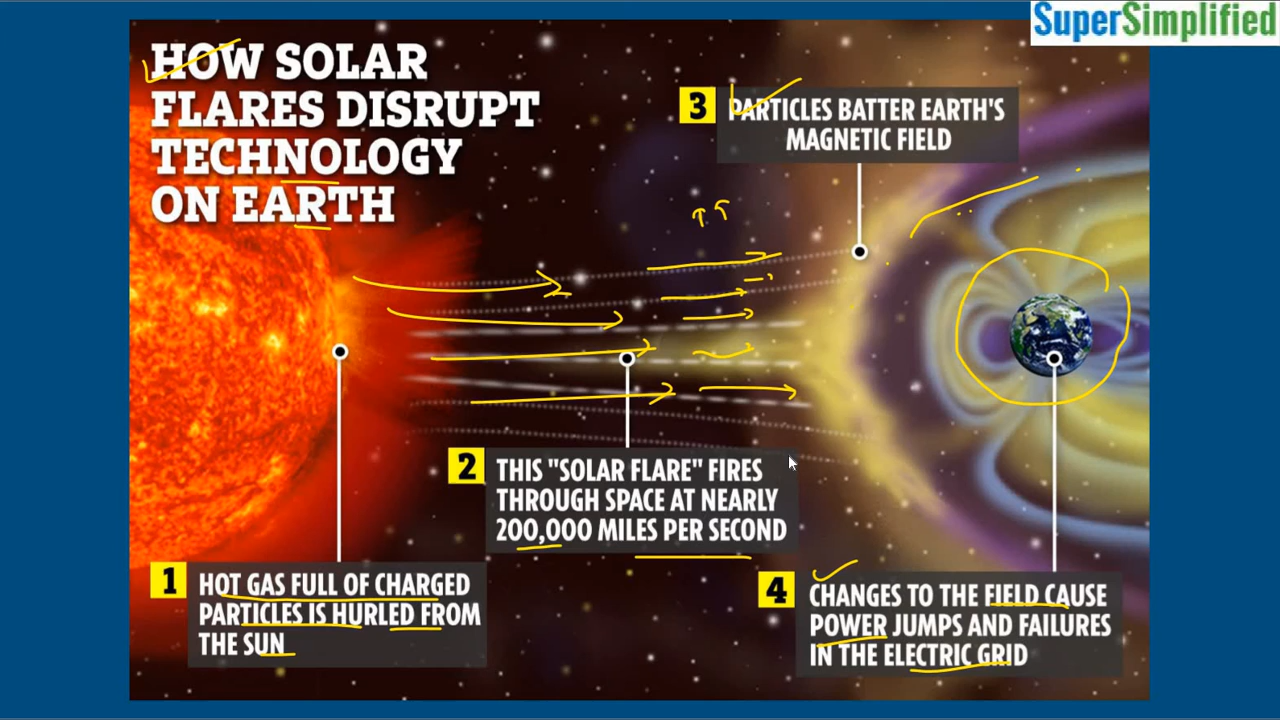 SuperSimplified
HOW SOLAR
FLARES DISRUPT
TECHNOLOGY
ON EARTH
3
PARTICLES BATTER EARTH'S
MAGNETIC FIELD
2
THIS "SOLAR FLARE" FIRES
THROUGH SPACE AT NEARLY
200,000 MILES PER SECOND
1
HOT GAS FULL OF CHARGED
PARTICLES IS HURLED FROM
THE SUN
4
CHANGES TO THE FIELD CAUSE
POWER JUMPS AND FAILURES
IN THE ELECTRIC GRID